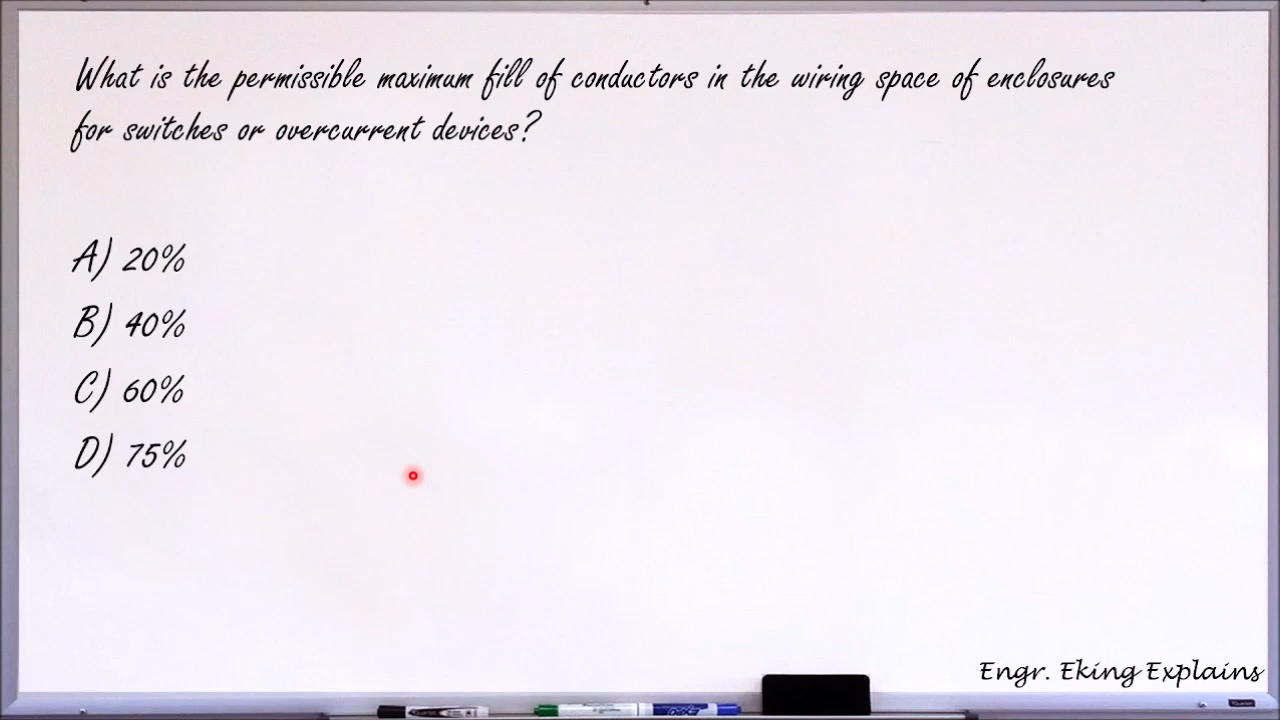 What is the permissible maximum fill of conductors in the wiring space of enclosures
for switches or overcurrent devices?
A) 20%
B) 40%
C) 60%
D) 75%
Engr. Eking Explains